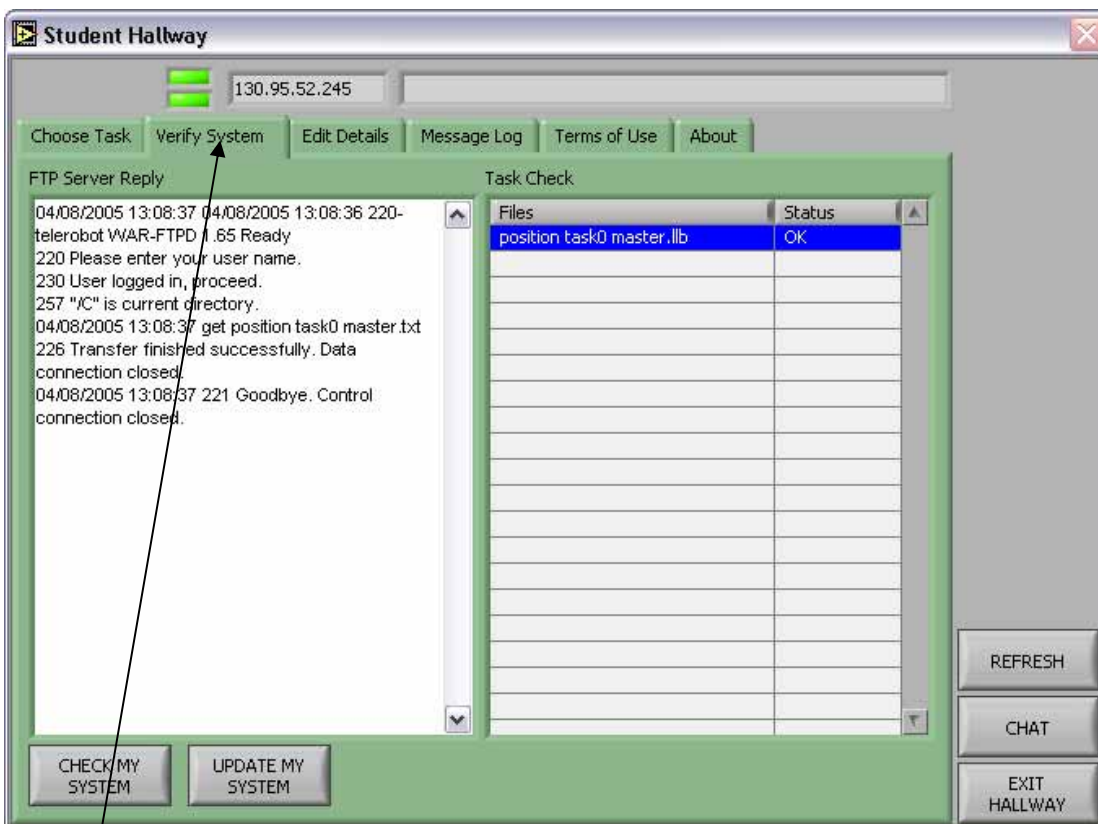 Student Hallway
130.95.52.245
Choose Task Verify System Edit Details Message Log Terms of Use About
FTP Server Reply
04/08/2005 13:08:37 04/08/2005 13:08:36 220-
telerobot WAR-FTPD 1.65 Ready
220 Please enter your user name.
230 User logged in, proceed.
257 "/C" is current directory.
04/08/2005 13:08:37 get position task0 master.txt
226 Transfer finished successfully. Data
connection closed.
04/08/2005 13:08:37 221 Goodbye. Control
connection closed.
Task Check
Files Status
position task0 master.llb OK
CHECK MY
SYSTEM
UPDATE MY
SYSTEM
REFRESH
CHAT
EXIT
HALLWAY